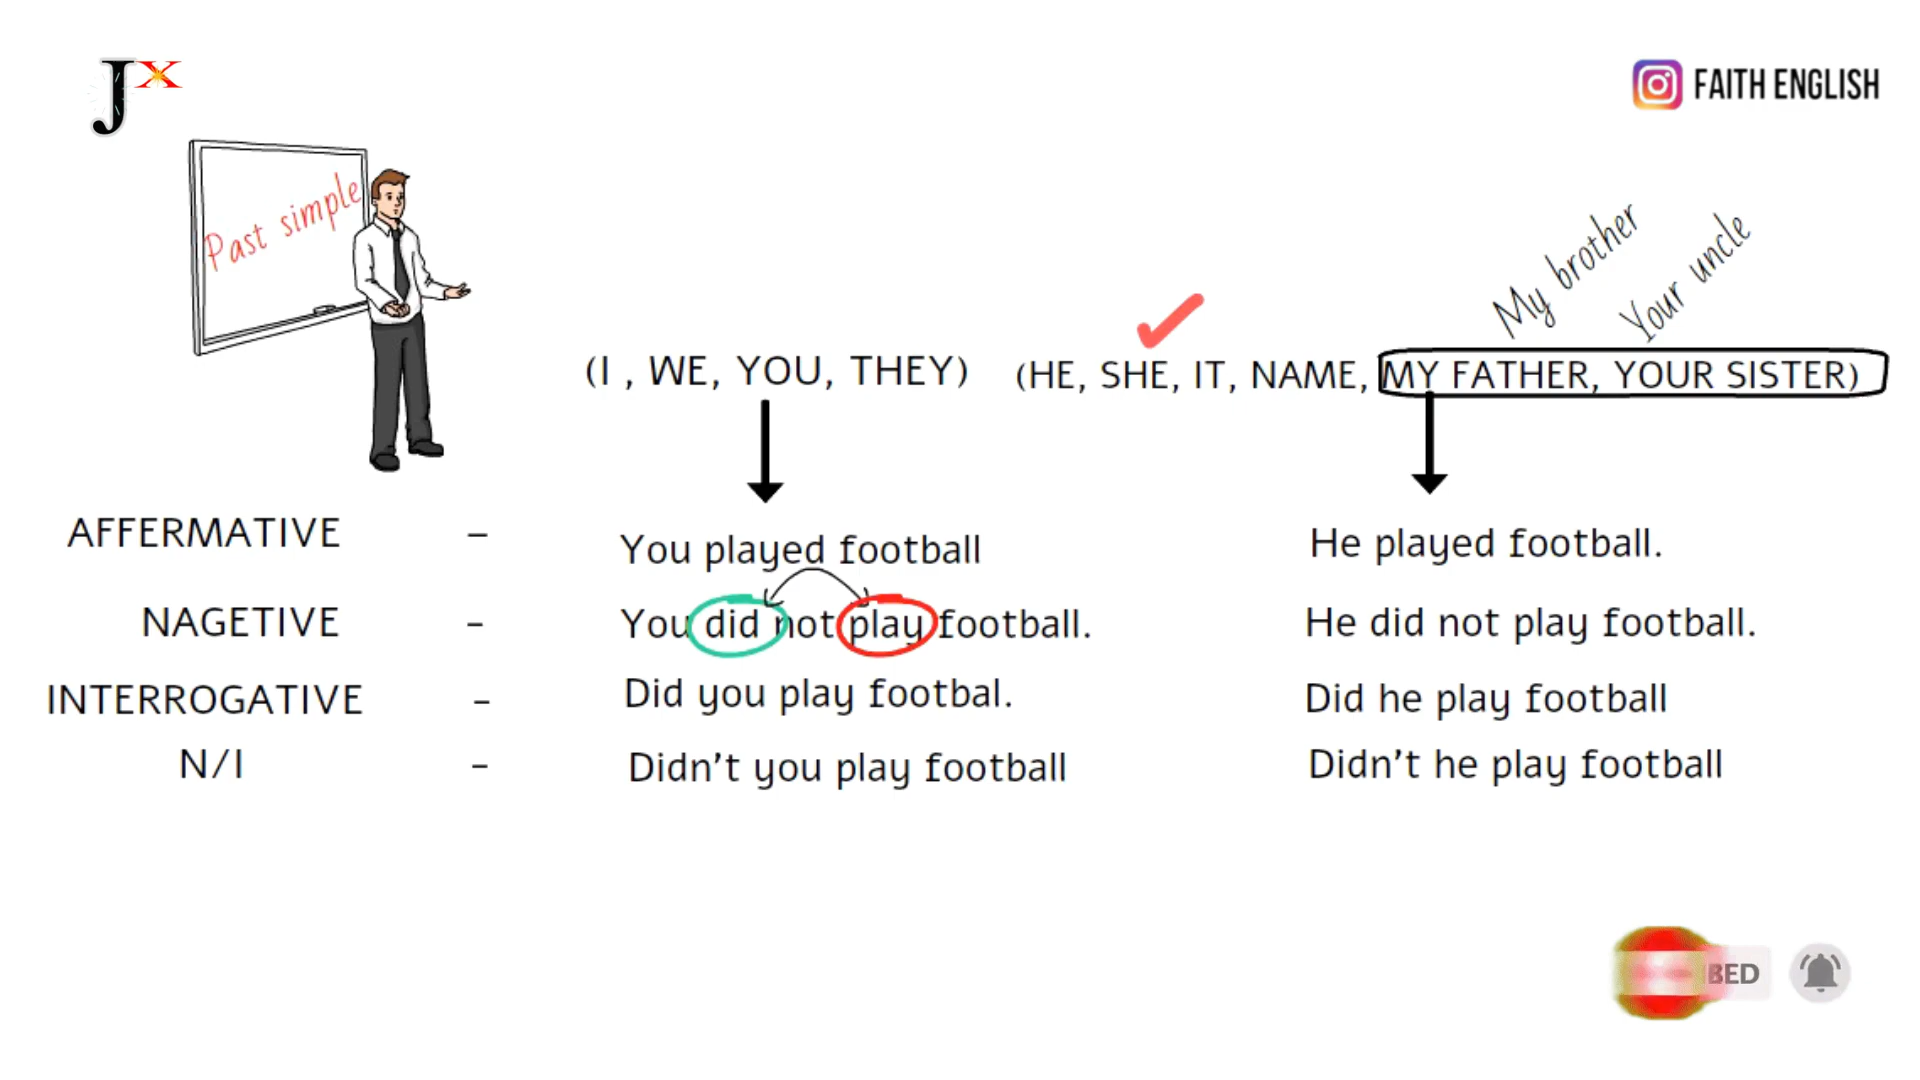 JX
FAITH ENGLISH
Past simple
My brother
Your uncle
(I , WE, YOU, THEY)
(HE, SHE, IT, NAME, MY FATHER, YOUR SISTER)
AFFERMATIVE - You played football He played football.
NAGETIVE - You did not play football. He did not play football.
INTERROGATIVE - Did you play footbal. Did he play football
N/I - Didn't you play football Didn't he play football